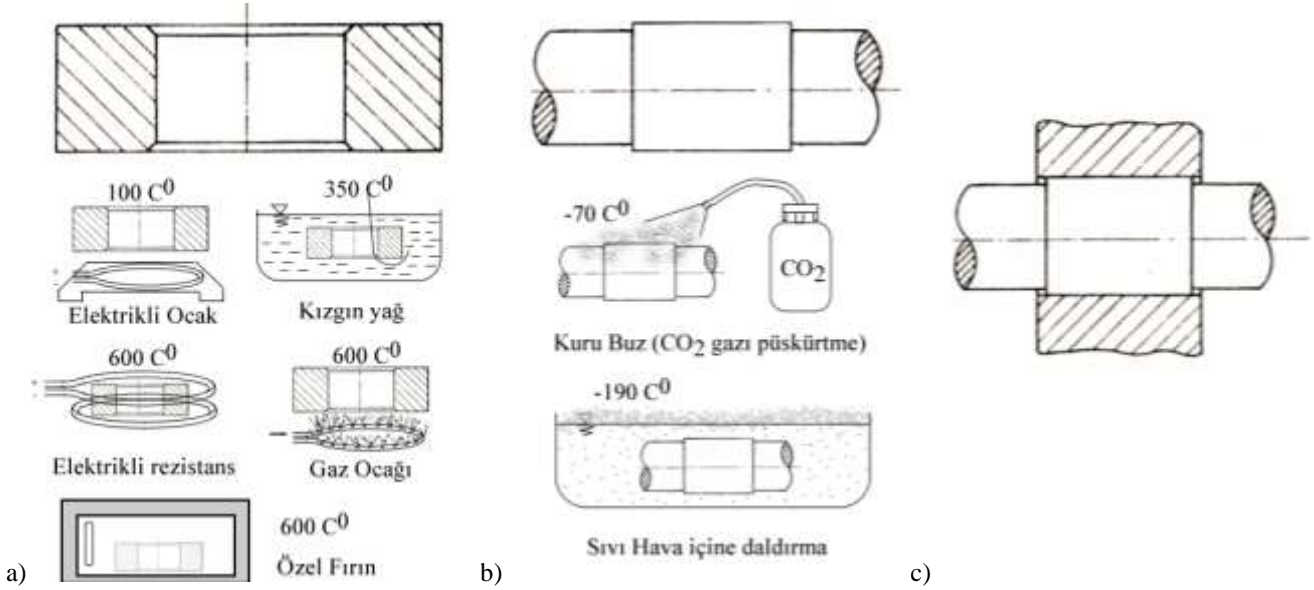 100 C⁰
350 C⁰
Elektrikli Ocak
Kızgın yağ
600 C⁰
600 C⁰
Elektrikli rezistans
Gaz Ocağı
600 C⁰
Özel Fırın
a)
-70 C⁰
CO₂
Kuru Buz (CO₂ gazı püskürtme)
-190 C⁰
Sıvı Hava içine daldırma
b)
c)